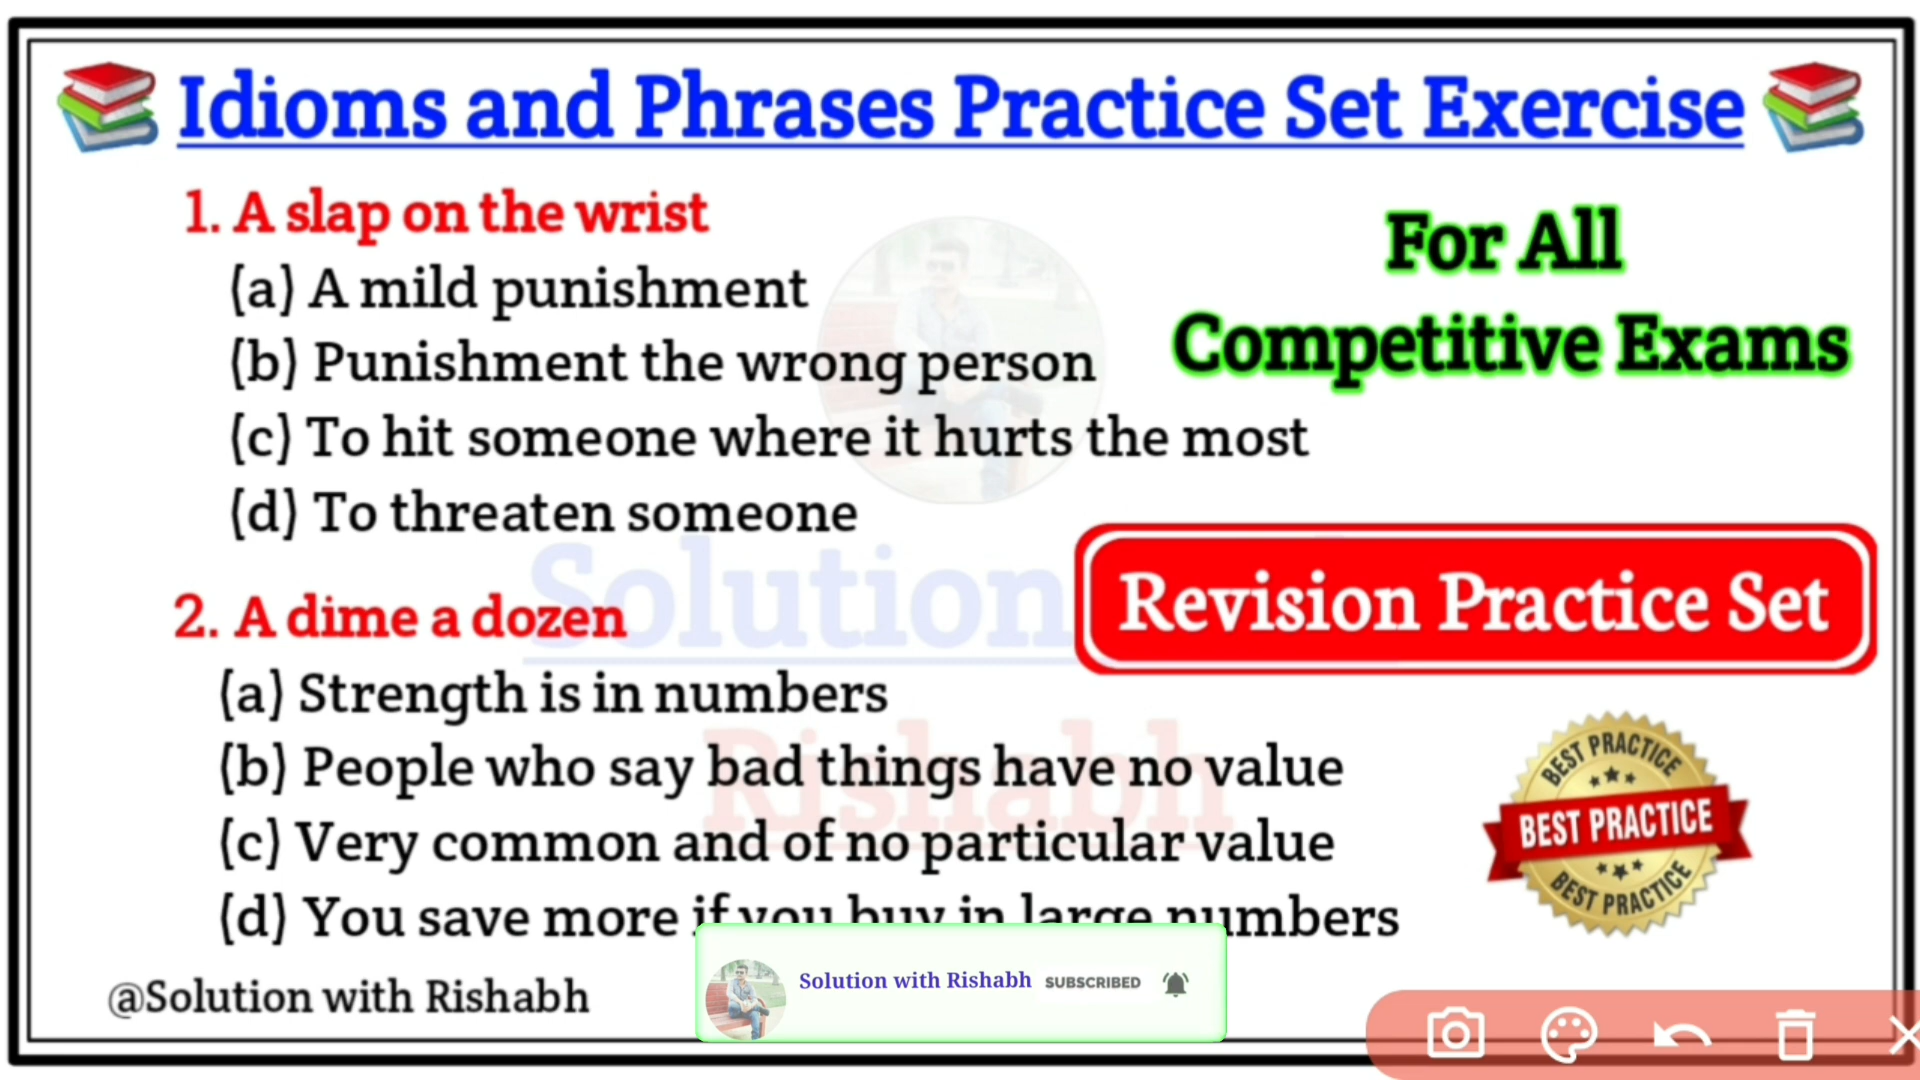 Idioms and Phrases Practice Set Exercise
1. A slap on the wrist
(a) A mild punishment
(b) Punishment the wrong person
(c) To hit someone where it hurts the most
(d) To threaten someone
For All
Competitive Exams
Revision Practice Set
2. A dime a dozen
(a) Strength is in numbers
(b) People who say bad things have no value
(c) Very common and of no particular value
(d) You save more if you buy in large numbers
BEST PRACTICE
BEST PRACTICE
BEST PRACTICE
Solution
Rishabh
@Solution with Rishabh
Solution with Rishabh SUBSCRIBED